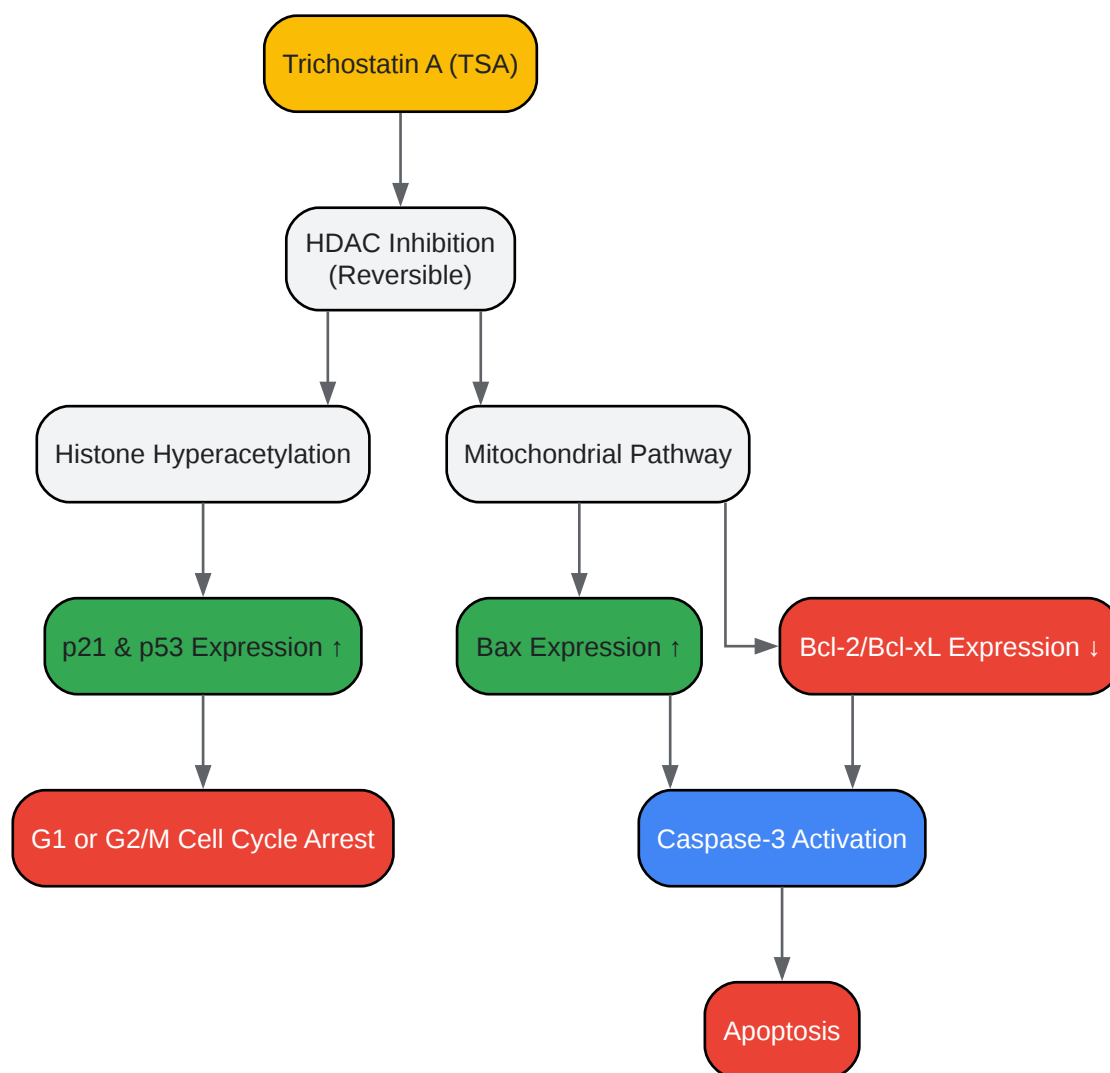 Trichostatin A (TSA)
HDAC Inhibition
(Reversible)
Histone Hyperacetylation
Mitochondrial Pathway
p21 & p53 Expression ↑
Bax Expression ↑
Bcl-2/Bcl-xL Expression ↓
G1 or G2/M Cell Cycle Arrest
Caspase-3 Activation
Apoptosis